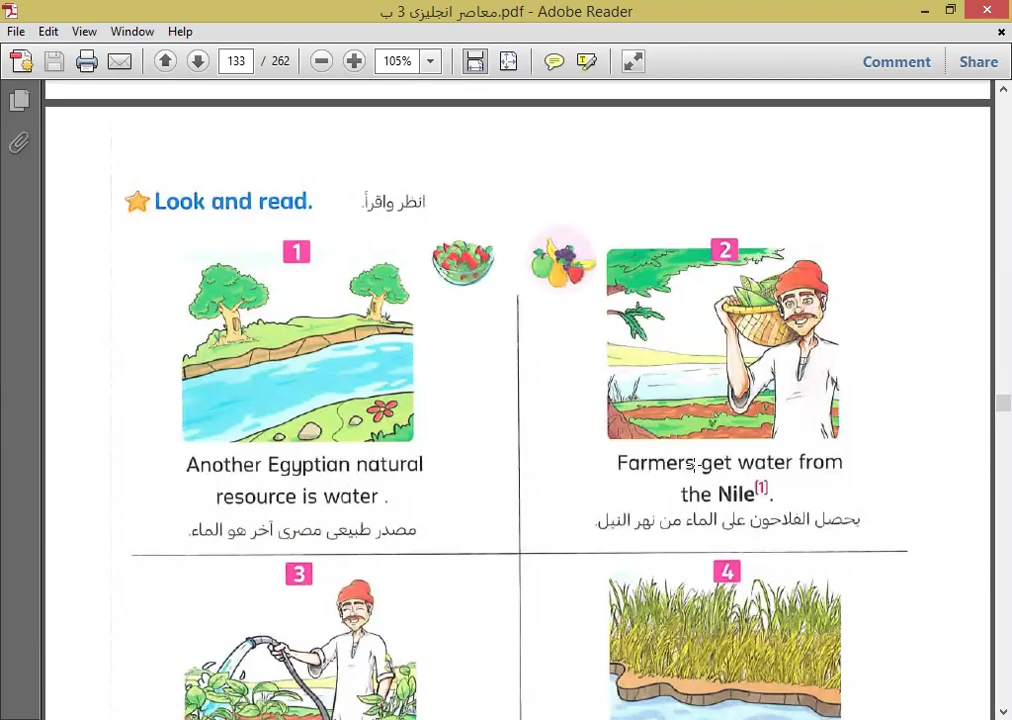 معاصر انجليزى 3 ب.pdf - Adobe Reader
File Edit View Window Help
133 / 262 105% Comment Share
Look and read. انظر واقرأ.
1
2
Another Egyptian natural
resource is water .
مصدر طبيعى مصرى آخر هو الماء.
Farmers get water from
the Nile[1].
يحصل الفلاحون على الماء من نهر النيل.
3
4